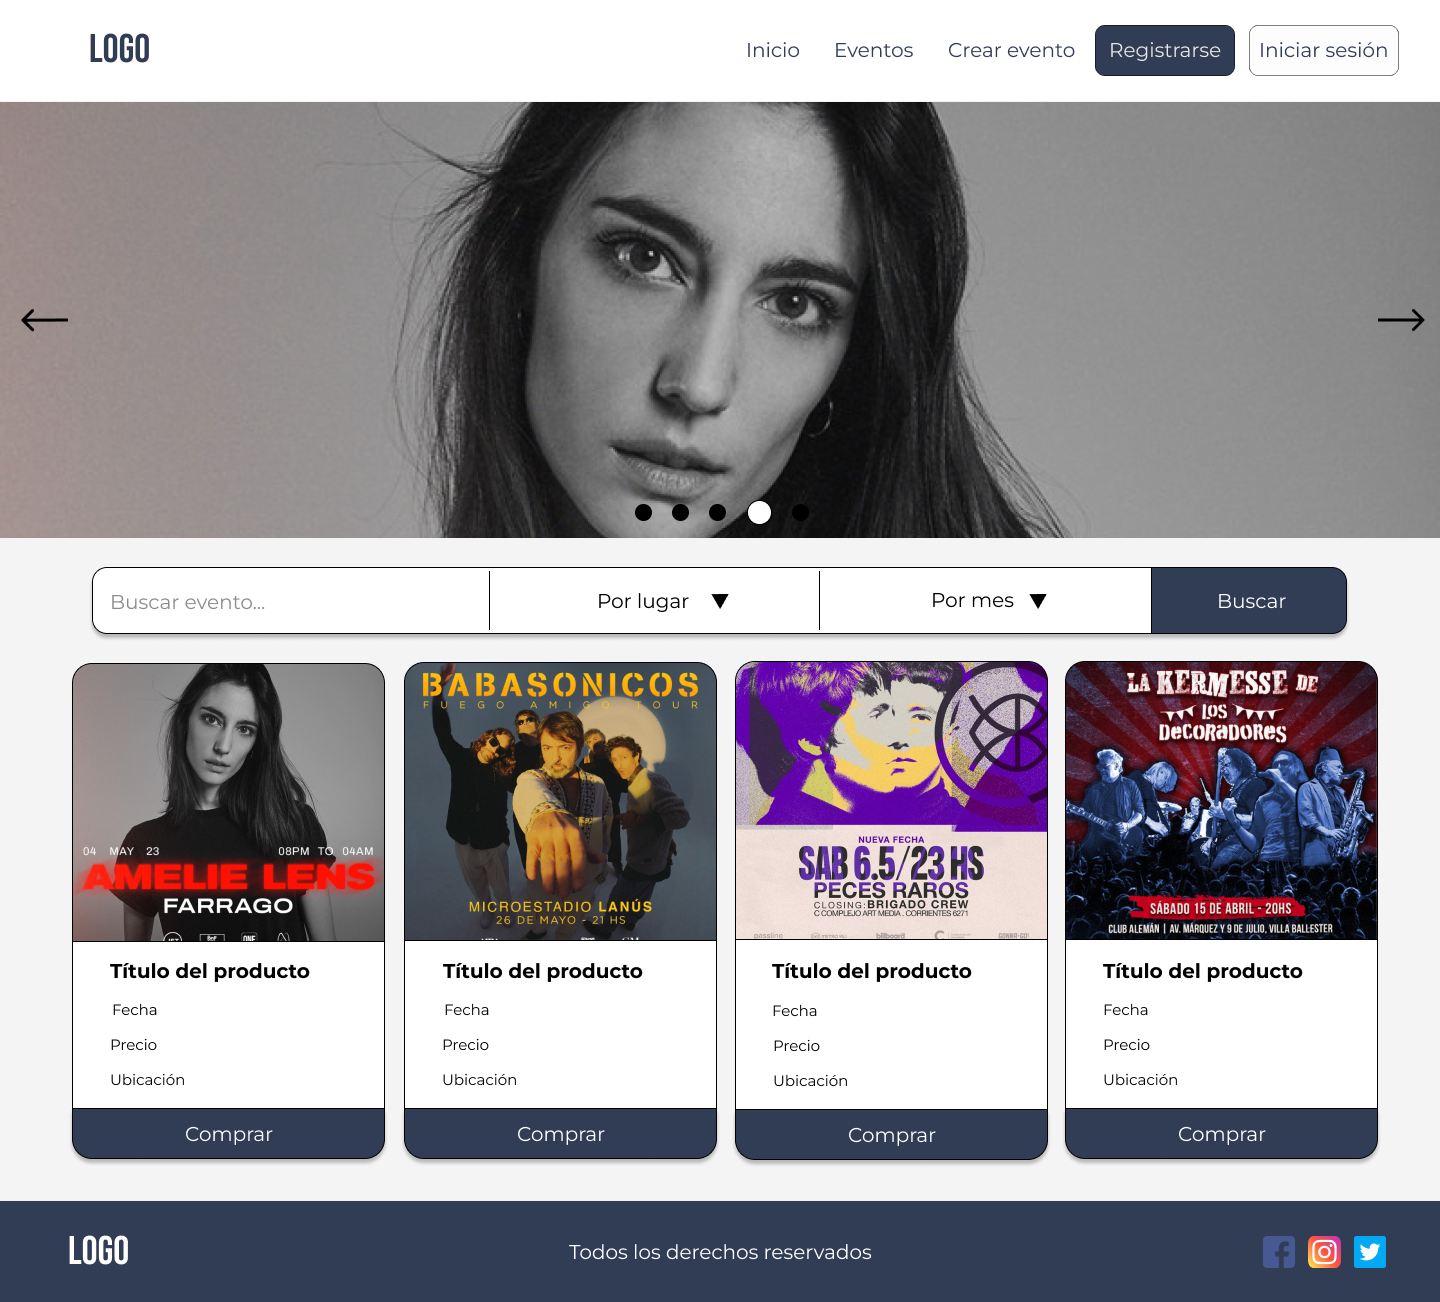 LOGO
Inicio
Eventos
Crear evento
Registrarse
Iniciar sesión
Buscar evento...
Por lugar ▼
Por mes ▼
Buscar
04 MAY 23
08PM TO 04AM
AMELIE LENS
FARRAGO
BABASONICOS
FUEGO AMIGO TOUR
MICROESTADIO LANÚS
26 DE MAYO - 21 HS
NUEVA FECHA
SAB 6.5/23 HS
PECES RAROS
CLOSING: BRIGADO CREW
C COMPLEJO ART MEDIA . CORRIENTES 6271
passline
billboard
LA KERMESSE DE
LOS
DeCORADORes
SÁBADO 15 DE ABRIL - 20HS
CLUB ALEMÁN | AV. MÁRQUEZ Y 9 DE JULIO, VILLA BALLESTER
Título del producto
Fecha
Precio
Ubicación
Comprar
Título del producto
Fecha
Precio
Ubicación
Comprar
Título del producto
Fecha
Precio
Ubicación
Comprar
Título del producto
Fecha
Precio
Ubicación
Comprar
LOGO
Todos los derechos reservados